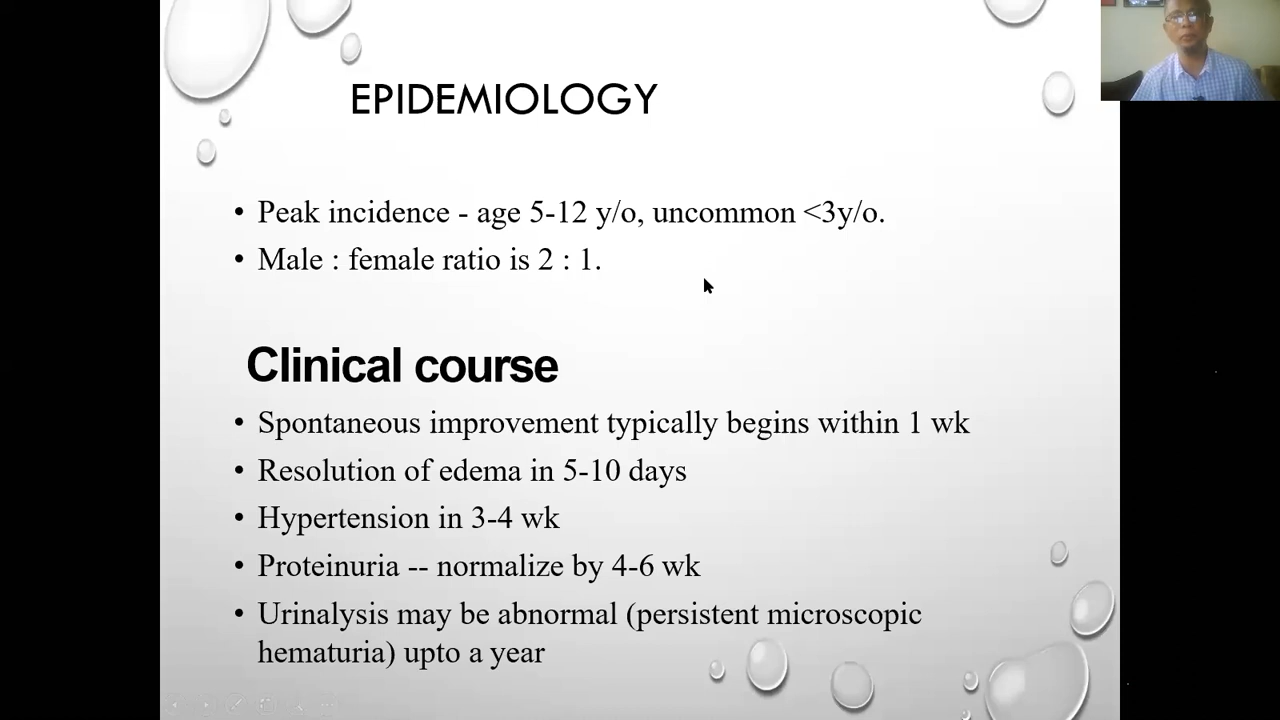 EPIDEMIOLOGY
• Peak incidence - age 5-12 y/o, uncommon <3y/o.
• Male : female ratio is 2 : 1.
Clinical course
• Spontaneous improvement typically begins within 1 wk
• Resolution of edema in 5-10 days
• Hypertension in 3-4 wk
• Proteinuria -- normalize by 4-6 wk
• Urinalysis may be abnormal (persistent microscopic
hematuria) upto a year